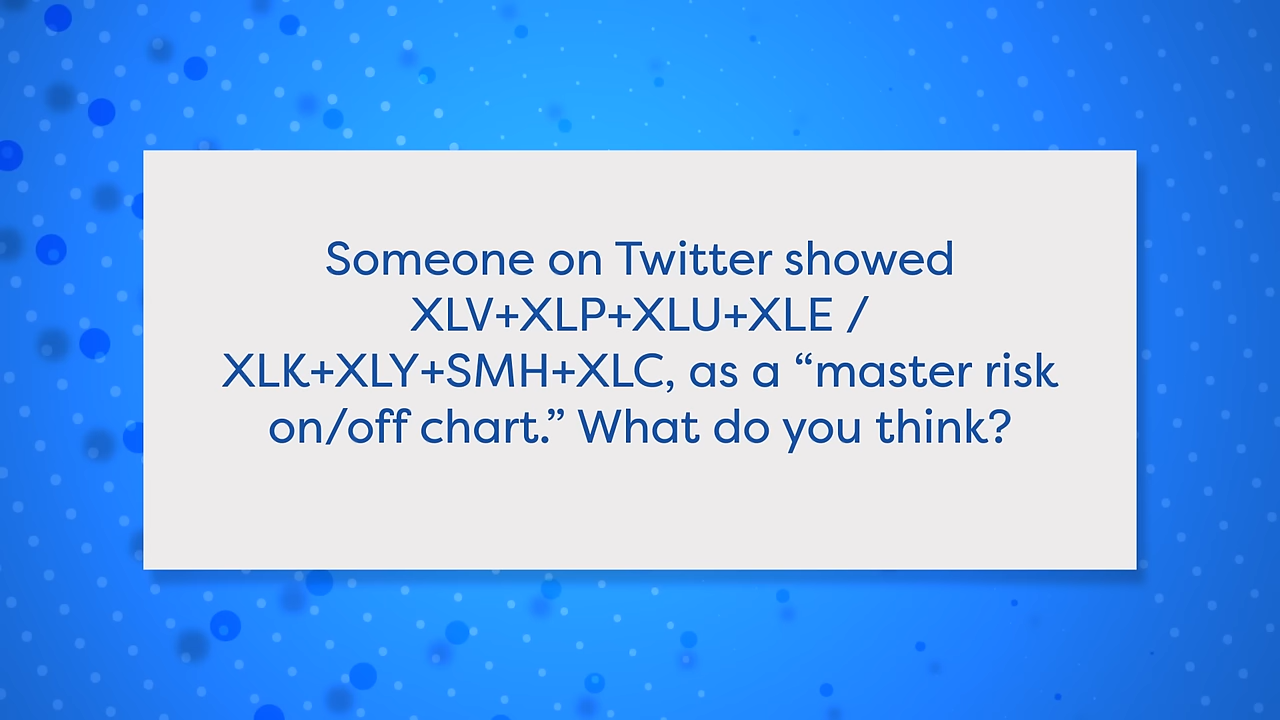 Someone on Twitter showed
XLV+XLP+XLU+XLE /
XLK+XLY+SMH+XLC, as a “master risk
on/off chart.” What do you think?